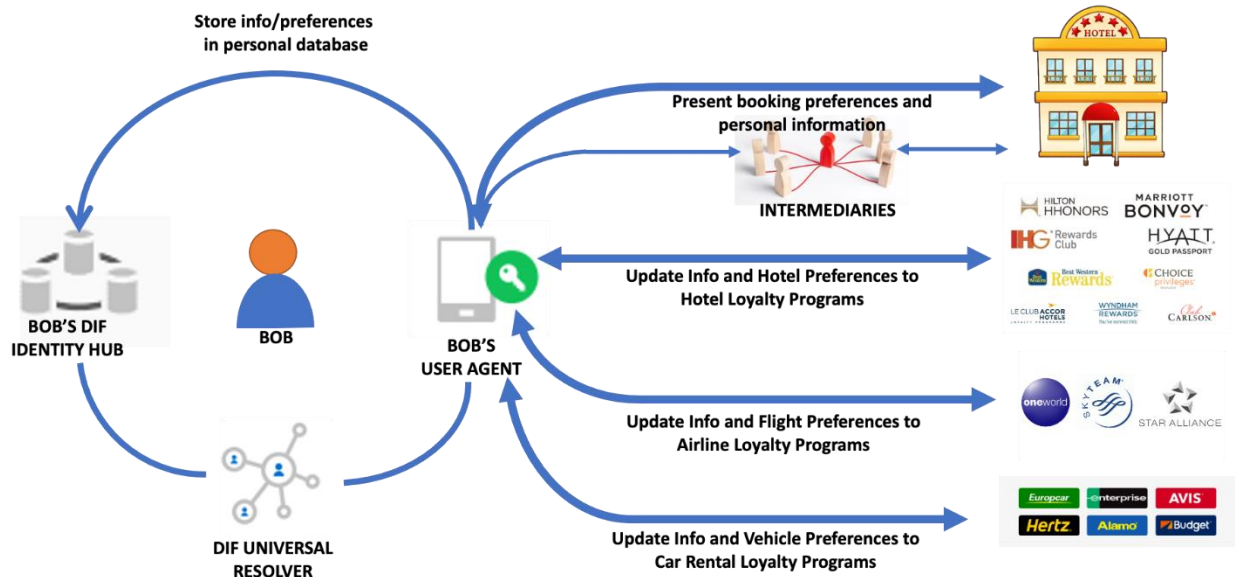 Store info/preferences
in personal database
HOTEL
Present booking preferences and
personal information
INTERMEDIARIES
HILTON
HHONORS
MARRIOTT
BONVOY™
IHG® Rewards
Club
HYATT
GOLD PASSPORT
Update Info and Hotel Preferences to
Hotel Loyalty Programs
Best Western
Best Western
Rewards®
CHOICE
privileges®
LE CLUB ACCOR
HOTELS
WYNDHAM
REWARDS®
Club
CARLSON
BOB'S DIF
IDENTITY HUB
BOB
BOB'S
USER AGENT
oneworld
SKYTEAM
STAR ALLIANCE
Update Info and Flight Preferences to
Airline Loyalty Programs
Europcar
enterprise
AVIS
Hertz
Alamo
Budget
Update Info and Vehicle Preferences to
Car Rental Loyalty Programs
DIF UNIVERSAL
RESOLVER